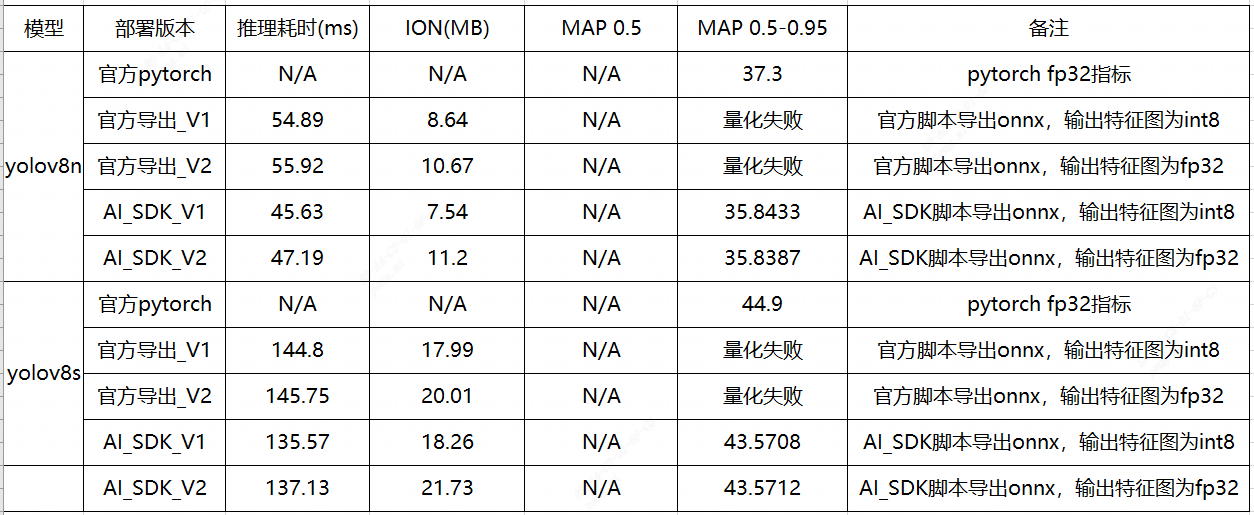 模型 部署版本 推理耗时(ms) ION(MB) MAP 0.5 MAP 0.5-0.95 备注
yolov8n 官方pytorch N/A N/A N/A 37.3 pytorch fp32指标
官方导出_V1 54.89 8.64 N/A 量化失败 官方脚本导出onnx，输出特征图为int8
官方导出_V2 55.92 10.67 N/A 量化失败 官方脚本导出onnx，输出特征图为fp32
AI_SDK_V1 45.63 7.54 N/A 35.8433 AI_SDK脚本导出onnx，输出特征图为int8
AI_SDK_V2 47.19 11.2 N/A 35.8387 AI_SDK脚本导出onnx，输出特征图为fp32
yolov8s 官方pytorch N/A N/A N/A 44.9 pytorch fp32指标
官方导出_V1 144.8 17.99 N/A 量化失败 官方脚本导出onnx，输出特征图为int8
官方导出_V2 145.75 20.01 N/A 量化失败 官方脚本导出onnx，输出特征图为fp32
AI_SDK_V1 135.57 18.26 N/A 43.5708 AI_SDK脚本导出onnx，输出特征图为int8
AI_SDK_V2 137.13 21.73 N/A 43.5712 AI_SDK脚本导出onnx，输出特征图为fp32